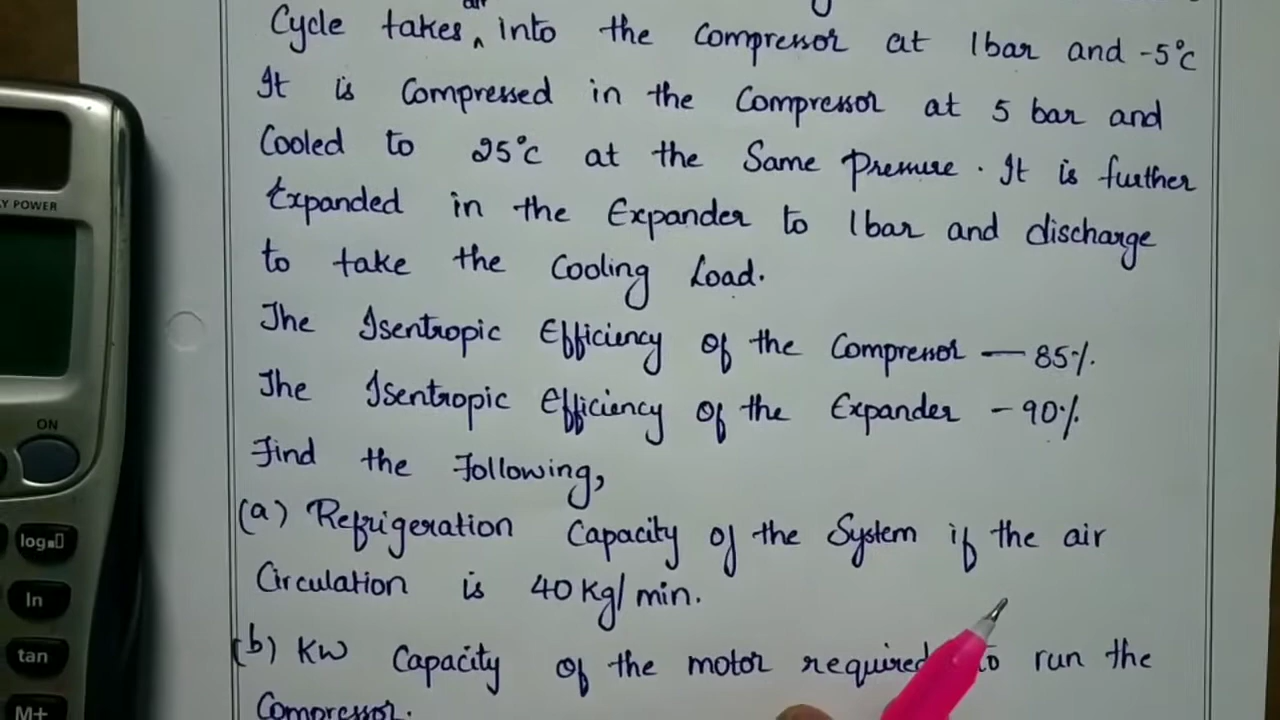 Cycle takes air into the Compressor at 1bar and -5°C
It is Compressed in the Compressor at 5 bar and
Cooled to 25°C at the Same Pressure. It is further
Expanded in the Expander to 1bar and discharge
to take the Cooling Load.
The Isentropic Efficiency of the Compressor — 85%.
The Isentropic Efficiency of the Expander - 90%.
Find the Following,
(a) Refrigeration Capacity of the System if the air
Circulation is 40 Kg/min.
(b) KW Capacity of the motor required to run the
Compressor.
POWER
ON
log
ln
tan
M+